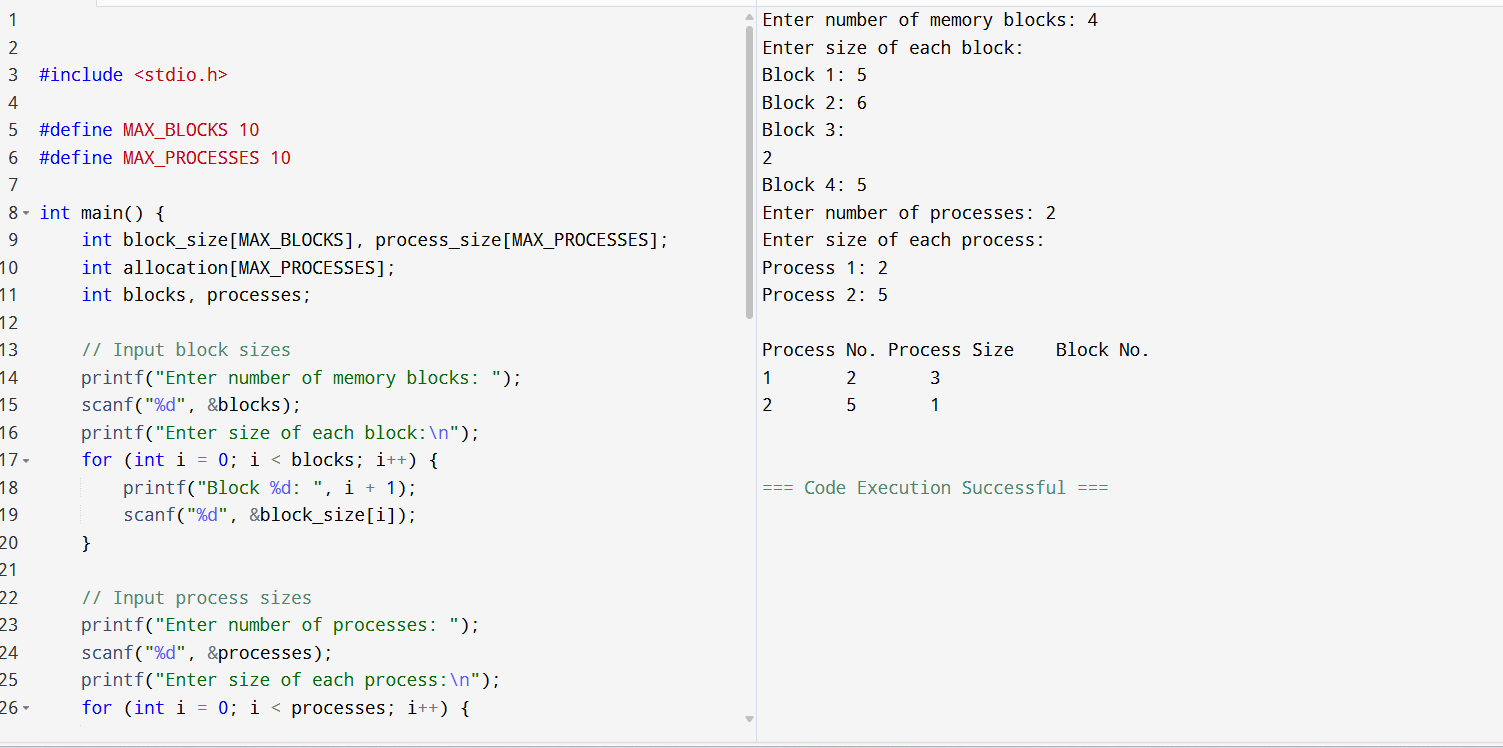 1
2
3 #include <stdio.h>
4
5 #define MAX_BLOCKS 10
6 #define MAX_PROCESSES 10
7
8 int main() {
9     int block_size[MAX_BLOCKS], process_size[MAX_PROCESSES];
10     int allocation[MAX_PROCESSES];
11     int blocks, processes;
12
13     // Input block sizes
14     printf("Enter number of memory blocks: ");
15     scanf("%d", &blocks);
16     printf("Enter size of each block:\n");
17     for (int i = 0; i < blocks; i++) {
18         printf("Block %d: ", i + 1);
19         scanf("%d", &block_size[i]);
20     }
21
22     // Input process sizes
23     printf("Enter number of processes: ");
24     scanf("%d", &processes);
25     printf("Enter size of each process:\n");
26     for (int i = 0; i < processes; i++) {
Enter number of memory blocks: 4
Enter size of each block:
Block 1: 5
Block 2: 6
Block 3:
2
Block 4: 5
Enter number of processes: 2
Enter size of each process:
Process 1: 2
Process 2: 5
Process No. Process Size    Block No.
1       2       3
2       5       1
=== Code Execution Successful ===